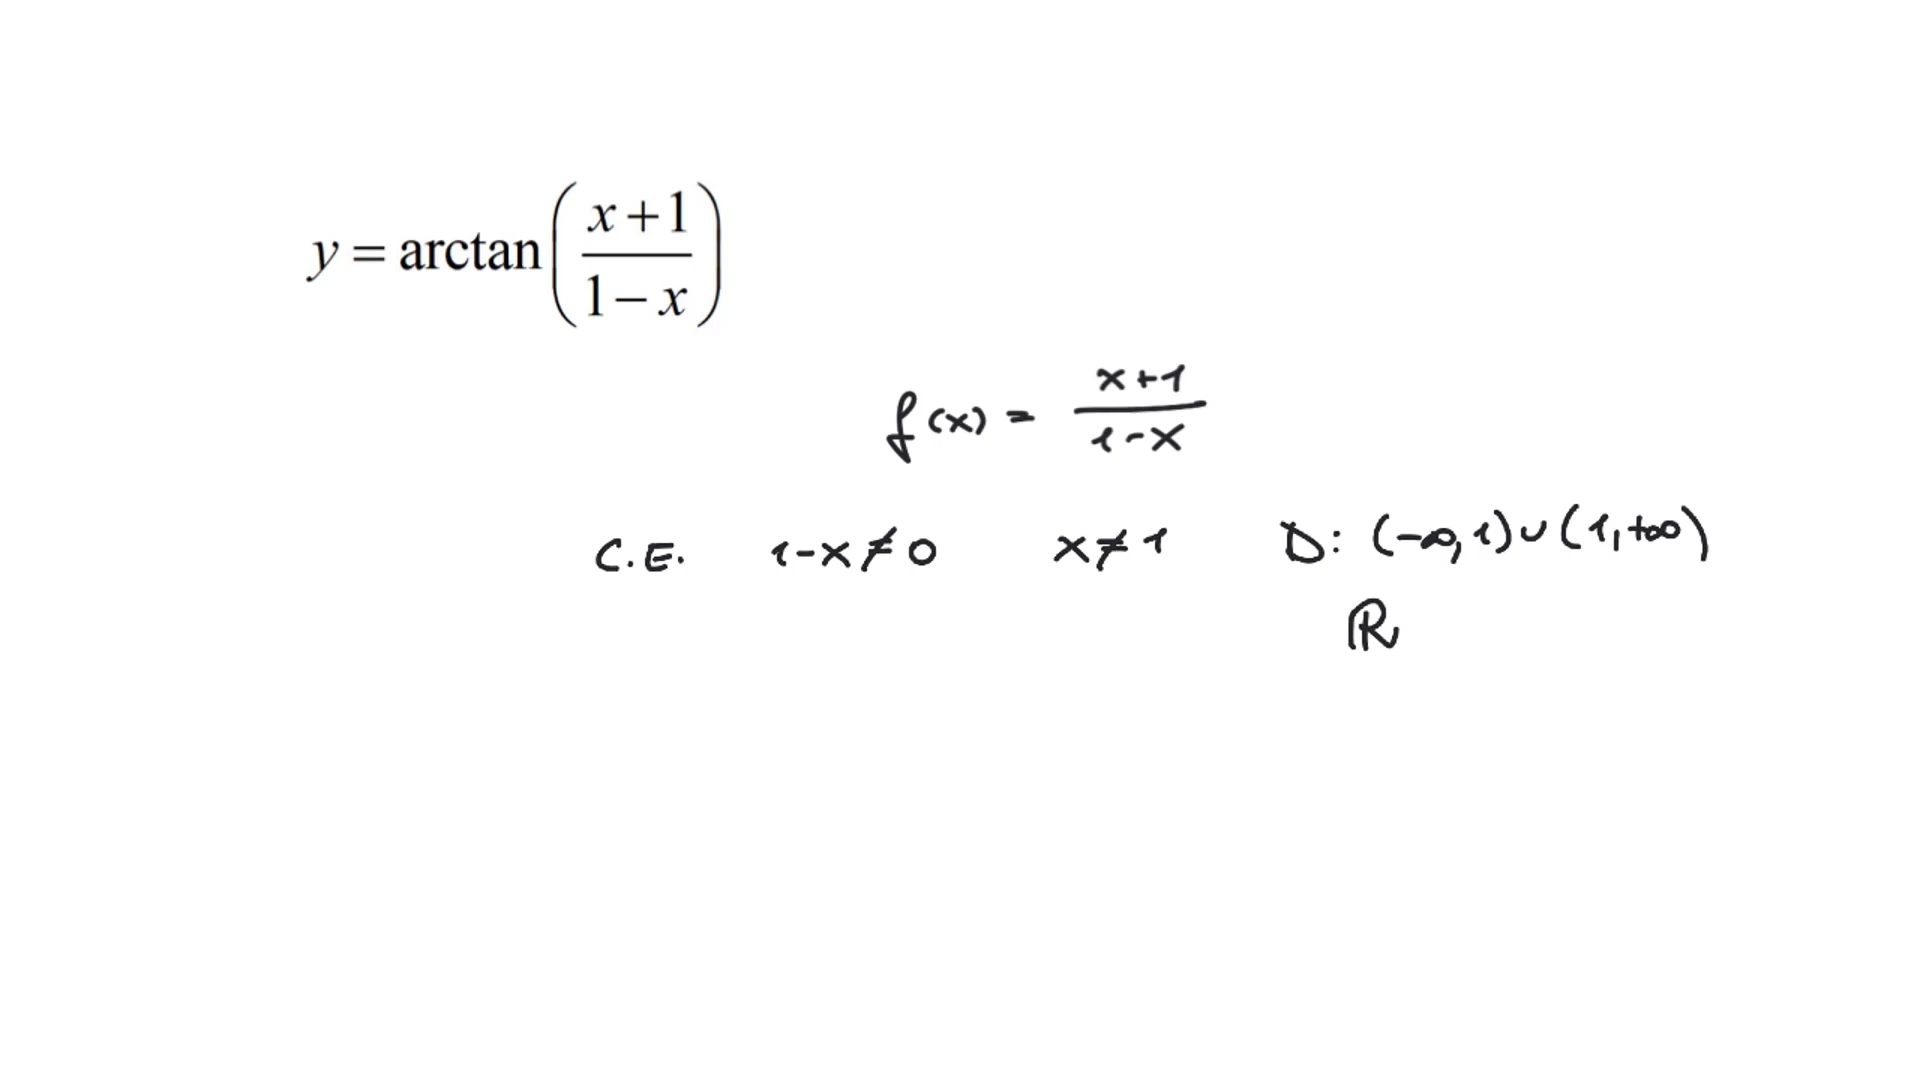 y = arctan((x+1)/(1−x))
f(x) = (x+1)/(1-x)
C.E. 1-x≠0 x≠1 D: (-∞,1)∪(1,+∞)
ℝ